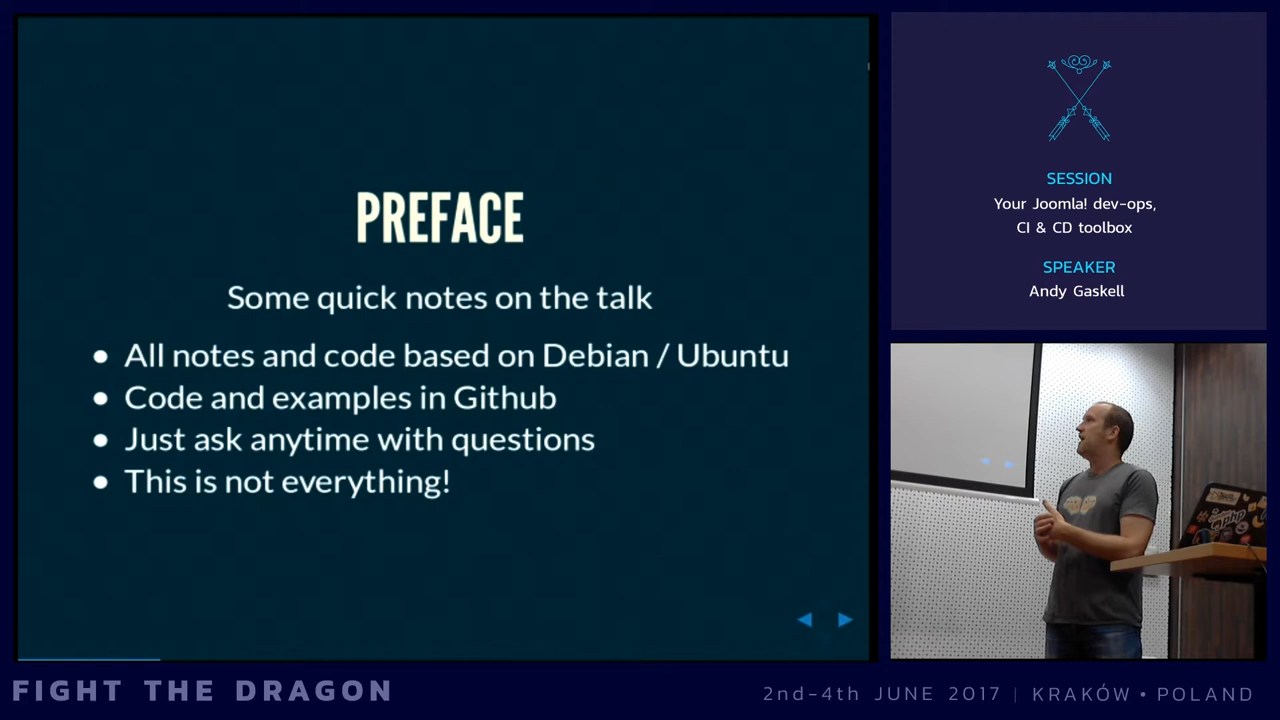 PREFACE
Some quick notes on the talk
All notes and code based on Debian / Ubuntu
Code and examples in Github
Just ask anytime with questions
This is not everything!
SESSION
Your Joomla! dev-ops,
CI & CD toolbox
SPEAKER
Andy Gaskell
php
FIGHT THE DRAGON
2nd-4th JUNE 2017 | KRAKÓW • POLAND